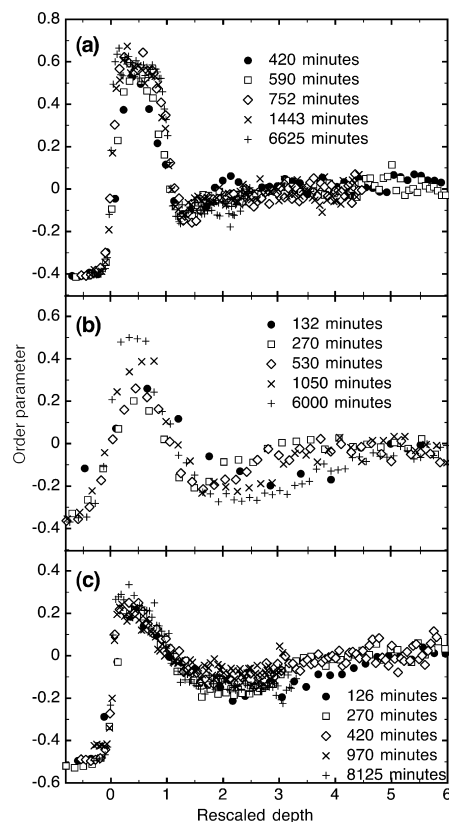 (a)
420 minutes
590 minutes
752 minutes
1443 minutes
6625 minutes
0.6
0.4
0.2
0
-0.2
-0.4
(b)
132 minutes
270 minutes
530 minutes
1050 minutes
6000 minutes
0.6
0.4
0.2
0
-0.2
-0.4
Order parameter
(c)
126 minutes
270 minutes
420 minutes
970 minutes
8125 minutes
0.4
0.2
0
-0.2
-0.4
-0.6
0 1 2 3 4 5 6
Rescaled depth